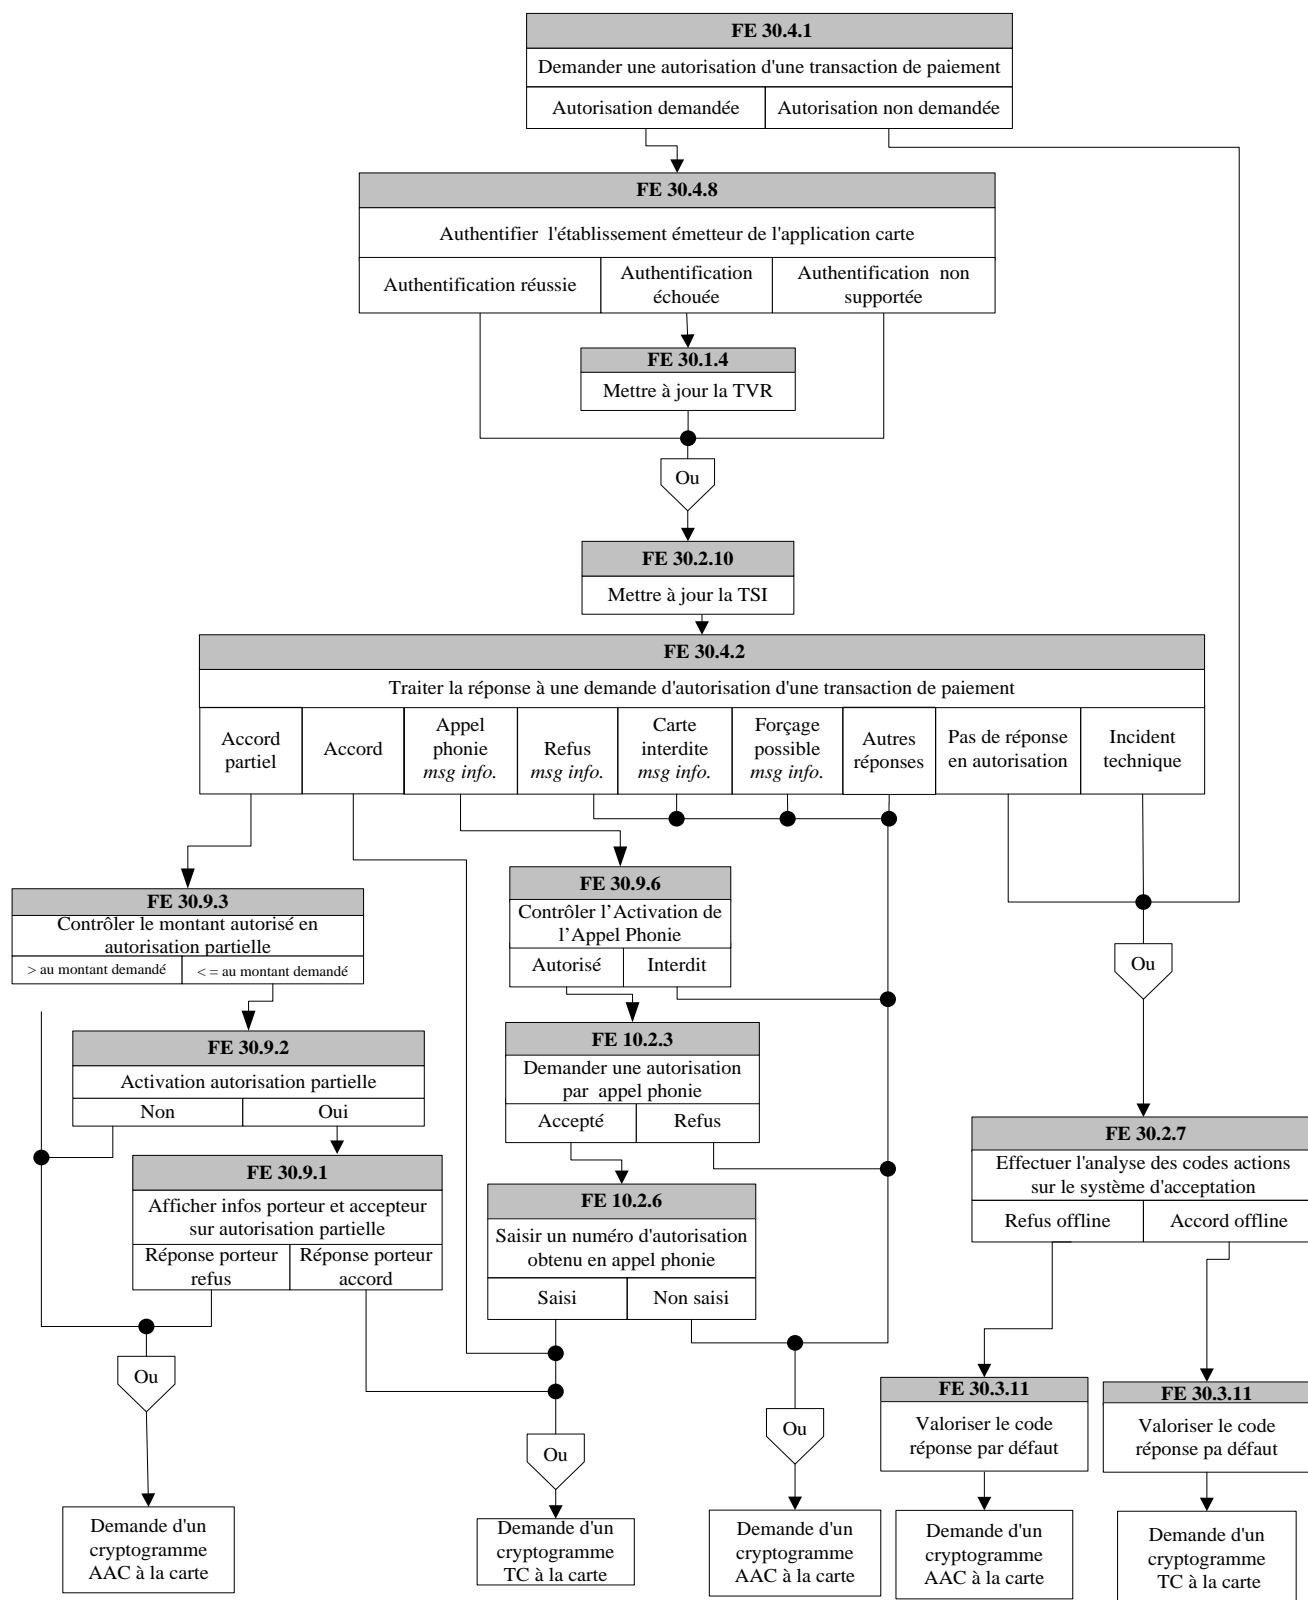 FE 30.4.1
Demander une autorisation d'une transaction de paiement
Autorisation demandée
Autorisation non demandée
FE 30.4.8
Authentifier l'établissement émetteur de l'application carte
Authentification réussie
Authentification
échouée
Authentification non
supportée
FE 30.1.4
Mettre à jour la TVR
Ou
FE 30.2.10
Mettre à jour la TSI
FE 30.4.2
Traiter la réponse à une demande d'autorisation d'une transaction de paiement
Accord
partiel
Accord
Appel
phonie
msg info.
Refus
msg info.
Carte
interdite
msg info.
Forçage
possible
msg info.
Autres
réponses
Pas de réponse
en autorisation
Incident
technique
FE 30.9.3
Contrôler le montant autorisé en
autorisation partielle
> au montant demandé
< = au montant demandé
FE 30.9.6
Contrôler l’Activation de
l’Appel Phonie
Autorisé
Interdit
Ou
FE 30.9.2
Activation autorisation partielle
Non
Oui
FE 10.2.3
Demander une autorisation
par appel phonie
Accepté
Refus
FE 30.2.7
Effectuer l'analyse des codes actions
sur le système d'acceptation
Refus offline
Accord offline
FE 30.9.1
Afficher infos porteur et accepteur
sur autorisation partielle
Réponse porteur
refus
Réponse porteur
accord
FE 10.2.6
Saisir un numéro d'autorisation
obtenu en appel phonie
Saisi
Non saisi
Ou
Ou
Ou
FE 30.3.11
Valoriser le code
réponse par défaut
FE 30.3.11
Valoriser le code
réponse pa défaut
Demande d'un
cryptogramme
AAC à la carte
Demande d'un
cryptogramme
TC à la carte
Demande d'un
cryptogramme
AAC à la carte
Demande d'un
cryptogramme
AAC à la carte
Demande d'un
cryptogramme
TC à la carte